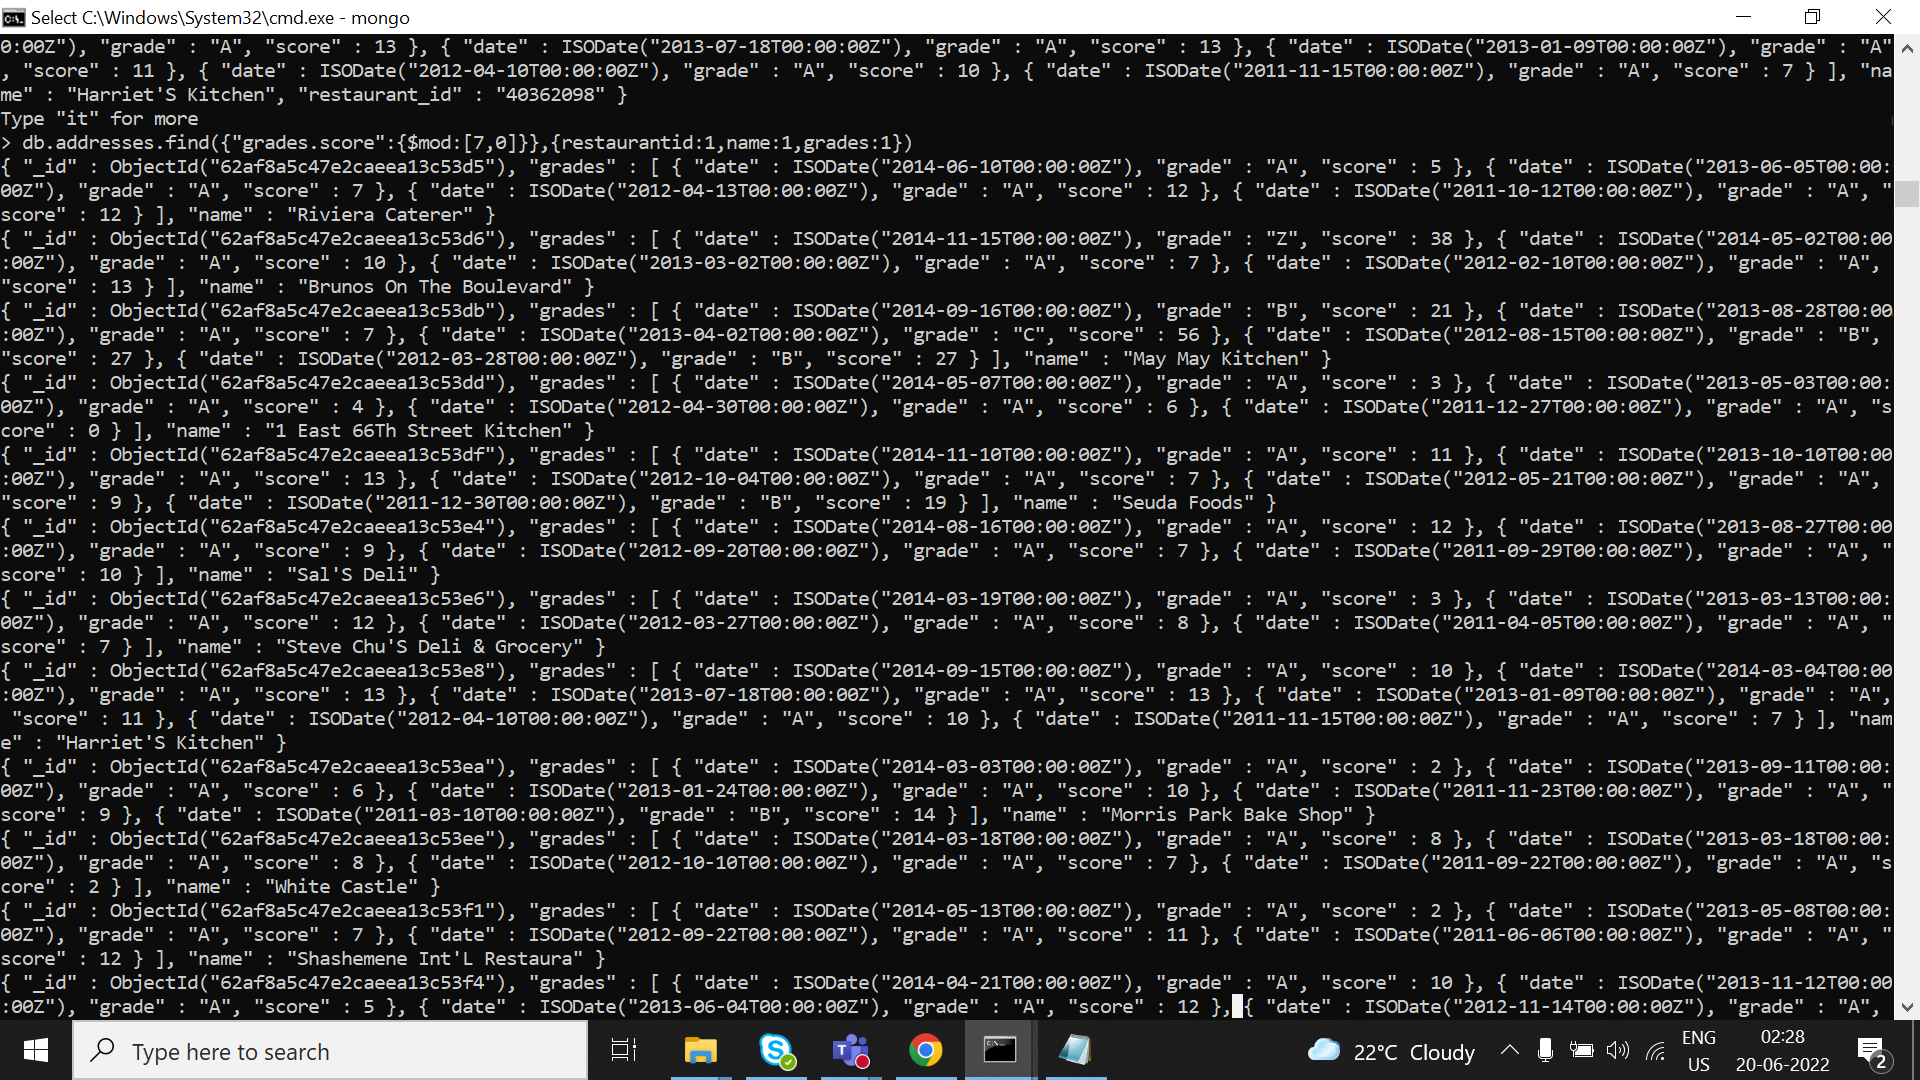 Select C:\Windows\System32\cmd.exe - mongo
0:00Z"), "grade" : "A", "score" : 13 }, { "date" : ISODate("2013-07-18T00:00:00Z"), "grade" : "A", "score" : 13 }, { "date" : ISODate("2013-01-09T00:00:00Z"), "grade" : "A"
, "score" : 11 }, { "date" : ISODate("2012-04-10T00:00:00Z"), "grade" : "A", "score" : 10 }, { "date" : ISODate("2011-11-15T00:00:00Z"), "grade" : "A", "score" : 7 } ], "na
me" : "Harriet'S Kitchen", "restaurant_id" : "40362098" }
Type "it" for more
> db.addresses.find({"grades.score":{$mod:[7,0]}},{restaurantid:1,name:1,grades:1})
{ "_id" : ObjectId("62af8a5c47e2caeea13c53d5"), "grades" : [ { "date" : ISODate("2014-06-10T00:00:00Z"), "grade" : "A", "score" : 5 }, { "date" : ISODate("2013-06-05T00:00:
00Z"), "grade" : "A", "score" : 7 }, { "date" : ISODate("2012-04-13T00:00:00Z"), "grade" : "A", "score" : 12 }, { "date" : ISODate("2011-10-12T00:00:00Z"), "grade" : "A", "
score" : 12 } ], "name" : "Riviera Caterer" }
{ "_id" : ObjectId("62af8a5c47e2caeea13c53d6"), "grades" : [ { "date" : ISODate("2014-11-15T00:00:00Z"), "grade" : "Z", "score" : 38 }, { "date" : ISODate("2014-05-02T00:00
:00Z"), "grade" : "A", "score" : 10 }, { "date" : ISODate("2013-03-02T00:00:00Z"), "grade" : "A", "score" : 7 }, { "date" : ISODate("2012-02-10T00:00:00Z"), "grade" : "A",
"score" : 13 } ], "name" : "Brunos On The Boulevard" }
{ "_id" : ObjectId("62af8a5c47e2caeea13c53db"), "grades" : [ { "date" : ISODate("2014-09-16T00:00:00Z"), "grade" : "B", "score" : 21 }, { "date" : ISODate("2013-08-28T00:00
:00Z"), "grade" : "A", "score" : 7 }, { "date" : ISODate("2013-04-02T00:00:00Z"), "grade" : "C", "score" : 56 }, { "date" : ISODate("2012-08-15T00:00:00Z"), "grade" : "B",
"score" : 27 }, { "date" : ISODate("2012-03-28T00:00:00Z"), "grade" : "B", "score" : 27 } ], "name" : "May May Kitchen" }
{ "_id" : ObjectId("62af8a5c47e2caeea13c53dd"), "grades" : [ { "date" : ISODate("2014-05-07T00:00:00Z"), "grade" : "A", "score" : 3 }, { "date" : ISODate("2013-05-03T00:00:
00Z"), "grade" : "A", "score" : 4 }, { "date" : ISODate("2012-04-30T00:00:00Z"), "grade" : "A", "score" : 6 }, { "date" : ISODate("2011-12-27T00:00:00Z"), "grade" : "A", "s
core" : 0 } ], "name" : "1 East 66Th Street Kitchen" }
{ "_id" : ObjectId("62af8a5c47e2caeea13c53df"), "grades" : [ { "date" : ISODate("2014-11-10T00:00:00Z"), "grade" : "A", "score" : 11 }, { "date" : ISODate("2013-10-10T00:00
:00Z"), "grade" : "A", "score" : 13 }, { "date" : ISODate("2012-10-04T00:00:00Z"), "grade" : "A", "score" : 7 }, { "date" : ISODate("2012-05-21T00:00:00Z"), "grade" : "A",
"score" : 9 }, { "date" : ISODate("2011-12-30T00:00:00Z"), "grade" : "B", "score" : 19 } ], "name" : "Seuda Foods" }
{ "_id" : ObjectId("62af8a5c47e2caeea13c53e4"), "grades" : [ { "date" : ISODate("2014-08-16T00:00:00Z"), "grade" : "A", "score" : 12 }, { "date" : ISODate("2013-08-27T00:00
:00Z"), "grade" : "A", "score" : 9 }, { "date" : ISODate("2012-09-20T00:00:00Z"), "grade" : "A", "score" : 7 }, { "date" : ISODate("2011-09-29T00:00:00Z"), "grade" : "A", "
score" : 10 } ], "name" : "Sal'S Deli" }
{ "_id" : ObjectId("62af8a5c47e2caeea13c53e6"), "grades" : [ { "date" : ISODate("2014-03-19T00:00:00Z"), "grade" : "A", "score" : 3 }, { "date" : ISODate("2013-03-13T00:00:
00Z"), "grade" : "A", "score" : 12 }, { "date" : ISODate("2012-03-27T00:00:00Z"), "grade" : "A", "score" : 8 }, { "date" : ISODate("2011-04-05T00:00:00Z"), "grade" : "A", "
score" : 7 } ], "name" : "Steve Chu'S Deli & Grocery" }
{ "_id" : ObjectId("62af8a5c47e2caeea13c53e8"), "grades" : [ { "date" : ISODate("2014-09-15T00:00:00Z"), "grade" : "A", "score" : 10 }, { "date" : ISODate("2014-03-04T00:00
:00Z"), "grade" : "A", "score" : 13 }, { "date" : ISODate("2013-07-18T00:00:00Z"), "grade" : "A", "score" : 13 }, { "date" : ISODate("2013-01-09T00:00:00Z"), "grade" : "A",
"score" : 11 }, { "date" : ISODate("2012-04-10T00:00:00Z"), "grade" : "A", "score" : 10 }, { "date" : ISODate("2011-11-15T00:00:00Z"), "grade" : "A", "score" : 7 } ], "nam
e" : "Harriet'S Kitchen" }
{ "_id" : ObjectId("62af8a5c47e2caeea13c53ea"), "grades" : [ { "date" : ISODate("2014-03-03T00:00:00Z"), "grade" : "A", "score" : 2 }, { "date" : ISODate("2013-09-11T00:00:
00Z"), "grade" : "A", "score" : 6 }, { "date" : ISODate("2013-01-24T00:00:00Z"), "grade" : "A", "score" : 10 }, { "date" : ISODate("2011-11-23T00:00:00Z"), "grade" : "A", "
score" : 9 }, { "date" : ISODate("2011-03-10T00:00:00Z"), "grade" : "B", "score" : 14 } ], "name" : "Morris Park Bake Shop" }
{ "_id" : ObjectId("62af8a5c47e2caeea13c53ee"), "grades" : [ { "date" : ISODate("2014-03-18T00:00:00Z"), "grade" : "A", "score" : 8 }, { "date" : ISODate("2013-03-18T00:00:
00Z"), "grade" : "A", "score" : 8 }, { "date" : ISODate("2012-10-10T00:00:00Z"), "grade" : "A", "score" : 7 }, { "date" : ISODate("2011-09-22T00:00:00Z"), "grade" : "A", "s
core" : 2 } ], "name" : "White Castle" }
{ "_id" : ObjectId("62af8a5c47e2caeea13c53f1"), "grades" : [ { "date" : ISODate("2014-05-13T00:00:00Z"), "grade" : "A", "score" : 2 }, { "date" : ISODate("2013-05-08T00:00:
00Z"), "grade" : "A", "score" : 7 }, { "date" : ISODate("2012-09-22T00:00:00Z"), "grade" : "A", "score" : 11 }, { "date" : ISODate("2011-06-06T00:00:00Z"), "grade" : "A", "
score" : 12 } ], "name" : "Shashemene Int'L Restaura" }
{ "_id" : ObjectId("62af8a5c47e2caeea13c53f4"), "grades" : [ { "date" : ISODate("2014-04-21T00:00:00Z"), "grade" : "A", "score" : 10 }, { "date" : ISODate("2013-11-12T00:00
:00Z"), "grade" : "A", "score" : 5 }, { "date" : ISODate("2013-06-04T00:00:00Z"), "grade" : "A", "score" : 12 }, { "date" : ISODate("2012-11-14T00:00:00Z"), "grade" : "A",
Type here to search
22°C Cloudy
ENG
US
02:28
20-06-2022
2